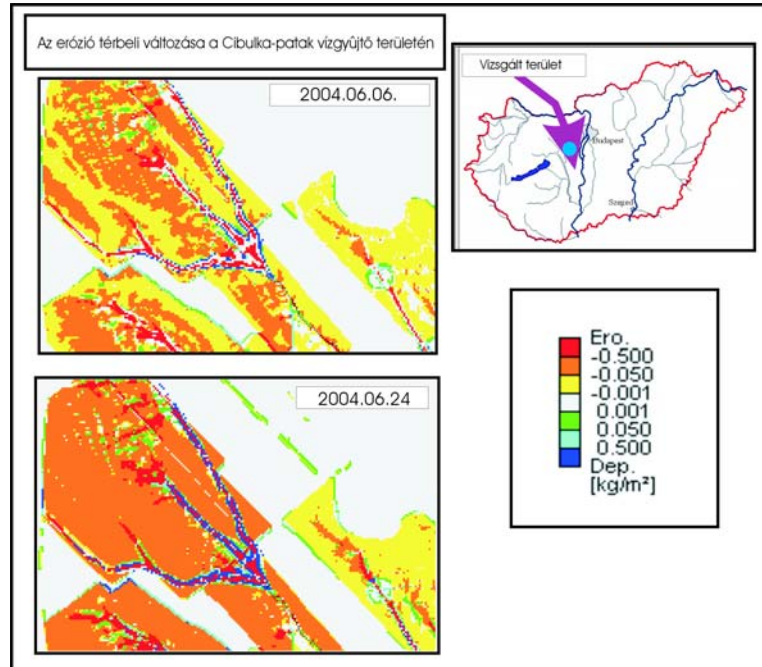 Az erózió térbeli változása a Cibulka-patak vízgyűjtő területén
2004.06.06.
Vizsgált terület
Budapest
Szeged
Ero.
-0.500
-0.050
-0.001
0.001
0.050
0.500
Dep.
[kg/m²]
2004.06.24